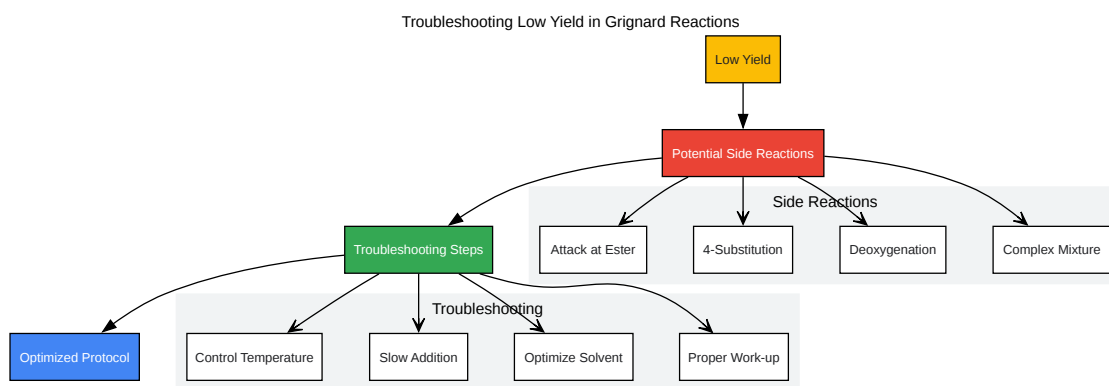 Troubleshooting Low Yield in Grignard Reactions
Low Yield
Potential Side Reactions
Side Reactions
Troubleshooting Steps
Attack at Ester
4-Substitution
Deoxygenation
Complex Mixture
Troubleshooting
Optimized Protocol
Control Temperature
Slow Addition
Optimize Solvent
Proper Work-up